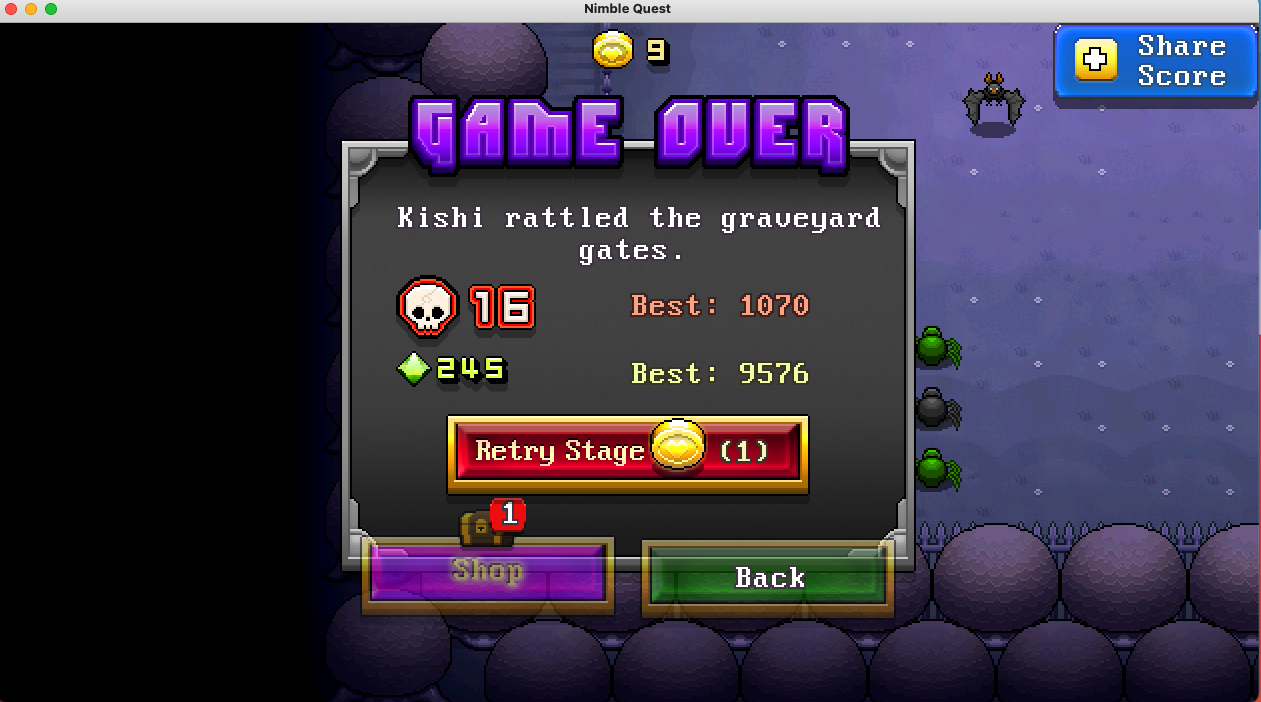 Nimble Quest
9
Share
Score
GAME OVER
Kishi rattled the graveyard
gates.
16 Best: 1070
245 Best: 9576
Retry Stage (1)
1
Shop Back